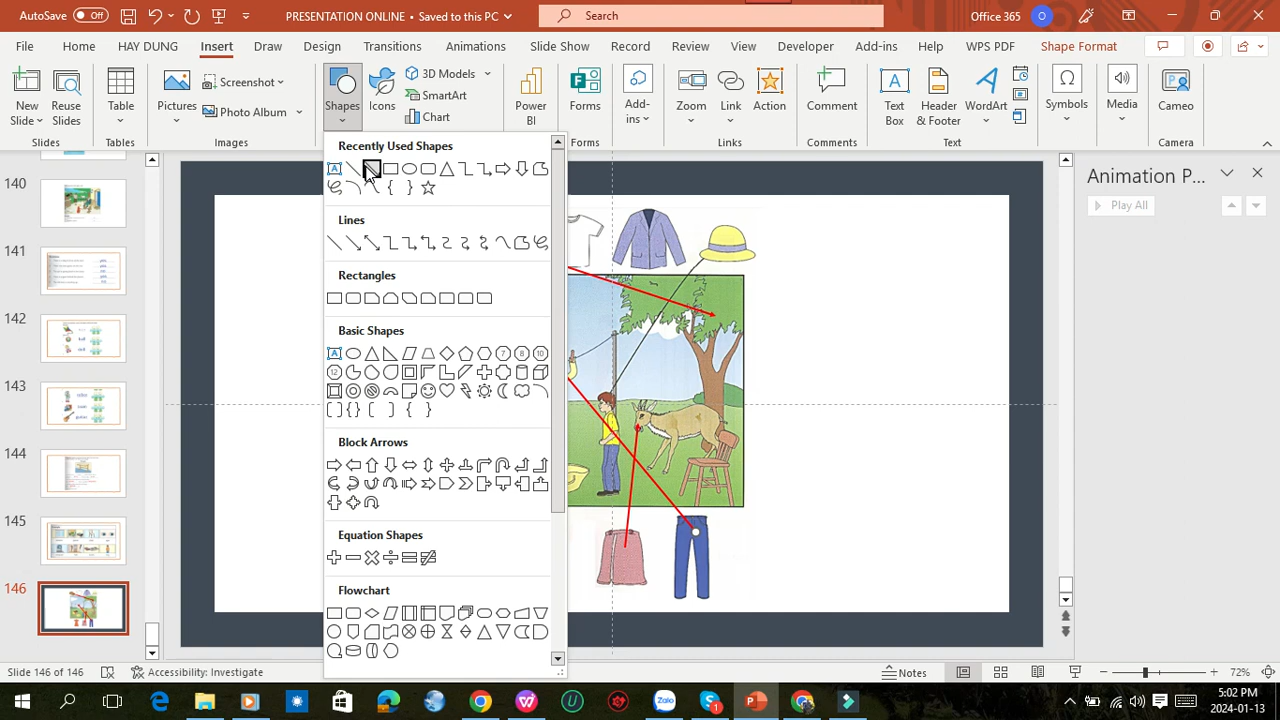 AutoSave Off PRESENTATION ONLINE • Saved to this PC Search Office 365
File Home HAY DUNG Insert Draw Design Transitions Animations Slide Show Record Review View Developer Add-ins Help WPS PDF Shape Format
New Slide
Reuse Slides
Table
Pictures
Screenshot
Photo Album
Shapes
Icons
3D Models
SmartArt
Chart
Power BI
Forms
Add-ins
Zoom
Link
Action
Comment
Text Box
Header & Footer
WordArt
Symbols
Media
Cameo
Slides Tables Images Forms Links Comments Text Camera
Recently Used Shapes
Lines
Rectangles
Basic Shapes
Block Arrows
Equation Shapes
Flowchart
140
141
142
143
144
145
146
Animation P...
Play All
Slide 146 of 146 Accessibility: Investigate Notes 72%
5:02 PM
2024-01-13